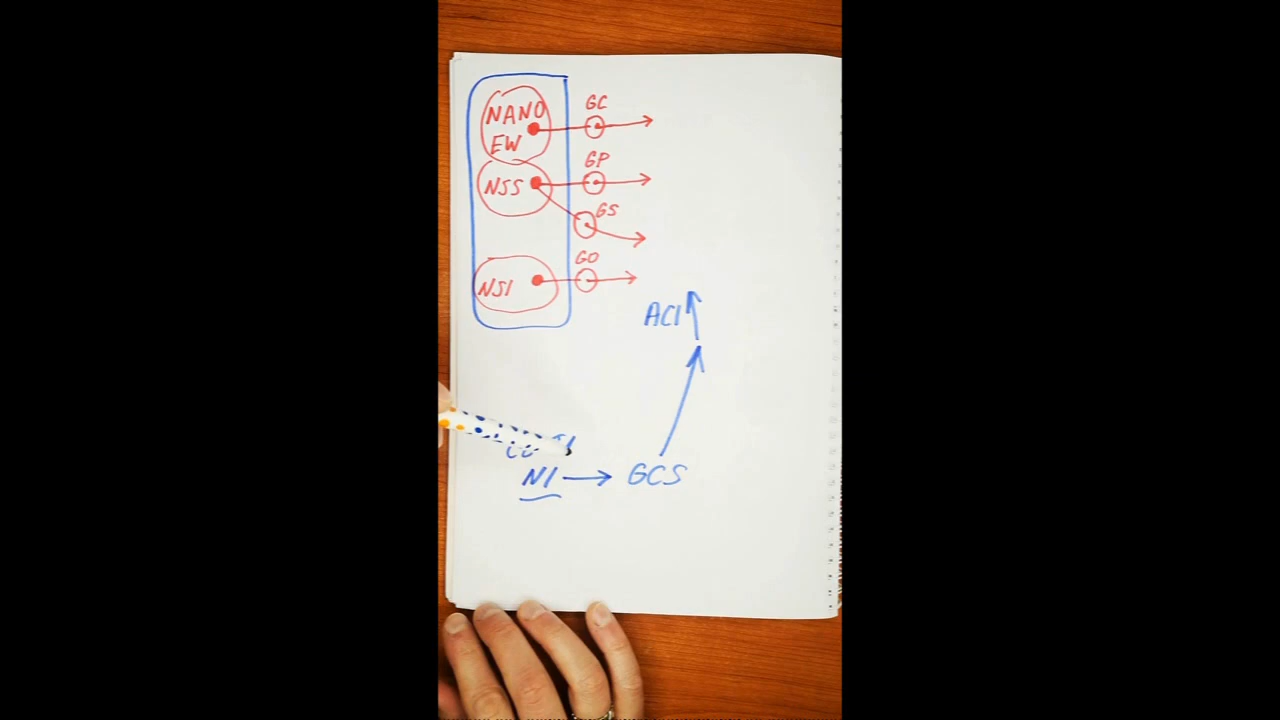 GC
NANO
EW
GP
NSS
GS
GO
NSI
ACI
NI → GCS